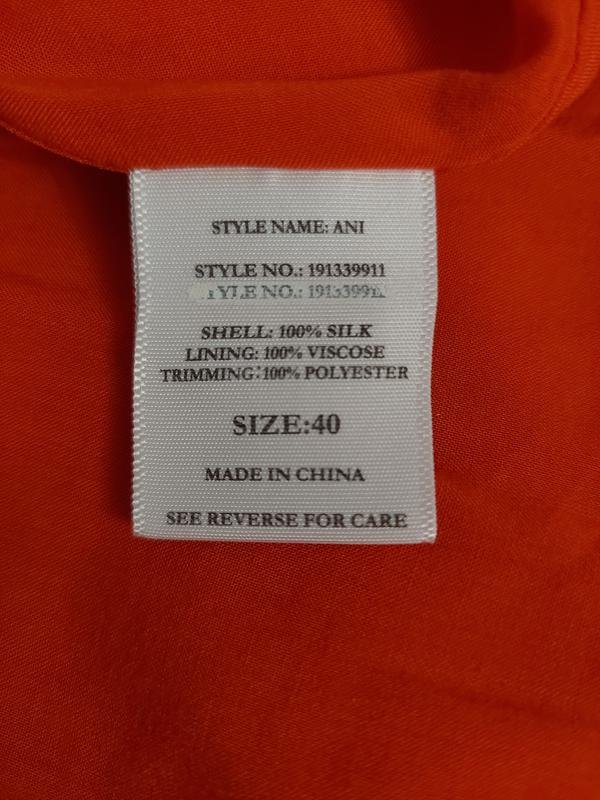 STYLE NAME: ANI
STYLE NO.: 191339911
SHELL: 100% SILK
LINING: 100% VISCOSE
TRIMMING:100% POLYESTER
SIZE:40
MADE IN CHINA
SEE REVERSE FOR CARE